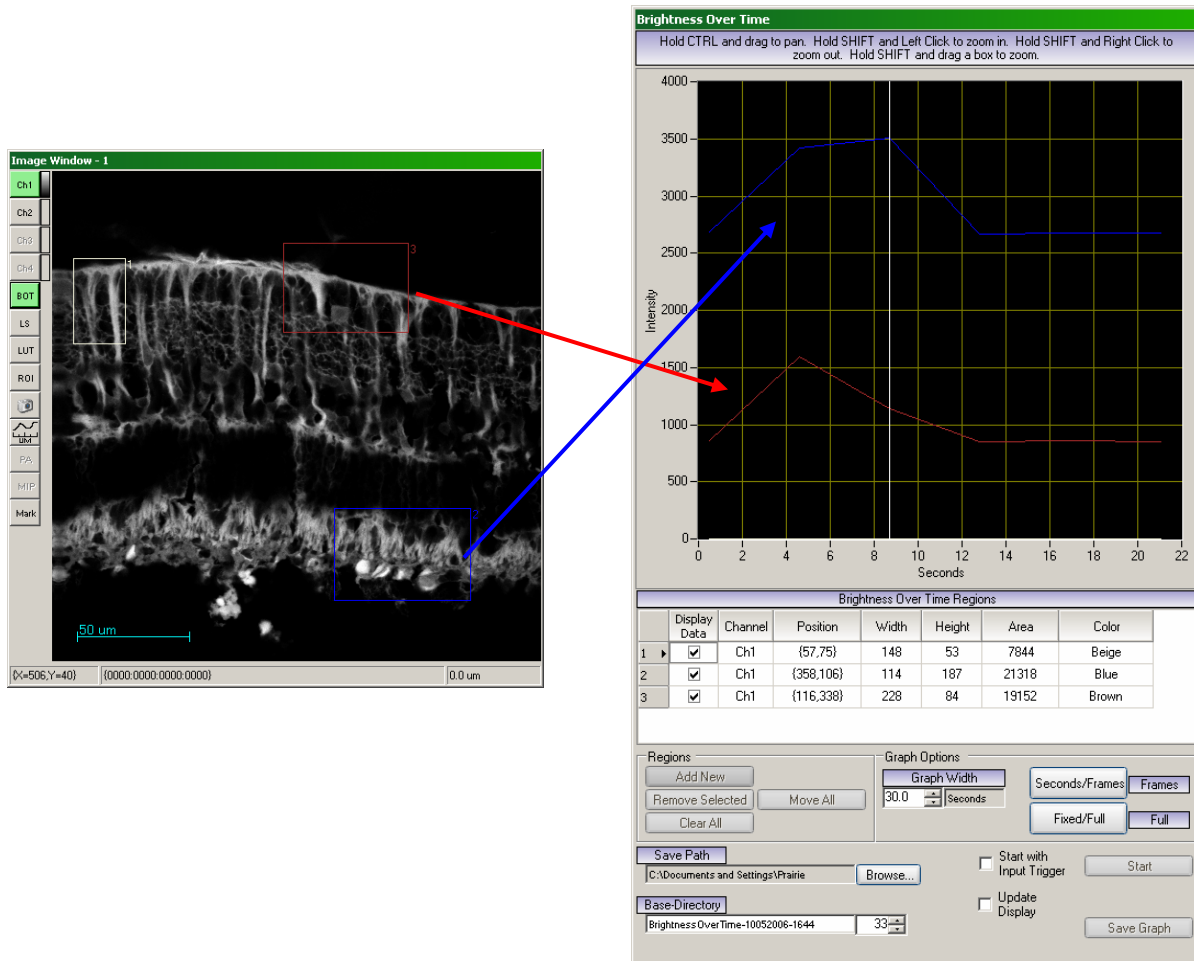 Image Window - 1
Ch1
Ch2
Ch3
Ch4
BOT
LS
LUT
ROI
UM
PA
MIP
Mark
1
3
2
50 um
{X=506,Y=40}
{0000:0000:0000:0000}
0.0 um
Brightness Over Time
Hold CTRL and drag to pan. Hold SHIFT and Left Click to zoom in. Hold SHIFT and Right Click to
zoom out. Hold SHIFT and drag a box to zoom.
4000
3500
3000
2500
2000
1500
1000
500
0
Intensity
0 2 4 6 8 10 12 14 16 18 20 22
Seconds
Brightness Over Time Regions
Display Data Channel Position Width Height Area Color
1 Ch1 {57,75} 148 53 7844 Beige
2 Ch1 {358,106} 114 187 21318 Blue
3 Ch1 {116,338} 228 84 19152 Brown
Regions
Add New
Remove Selected Move All
Clear All
Graph Options
Graph Width
30.0 Seconds
Seconds/Frames Frames
Fixed/Full Full
Save Path
C:\Documents and Settings\Prairie Browse...
Base-Directory
BrightnessOverTime-10052006-1644 33
Start with
Input Trigger
Start
Update
Display
Save Graph